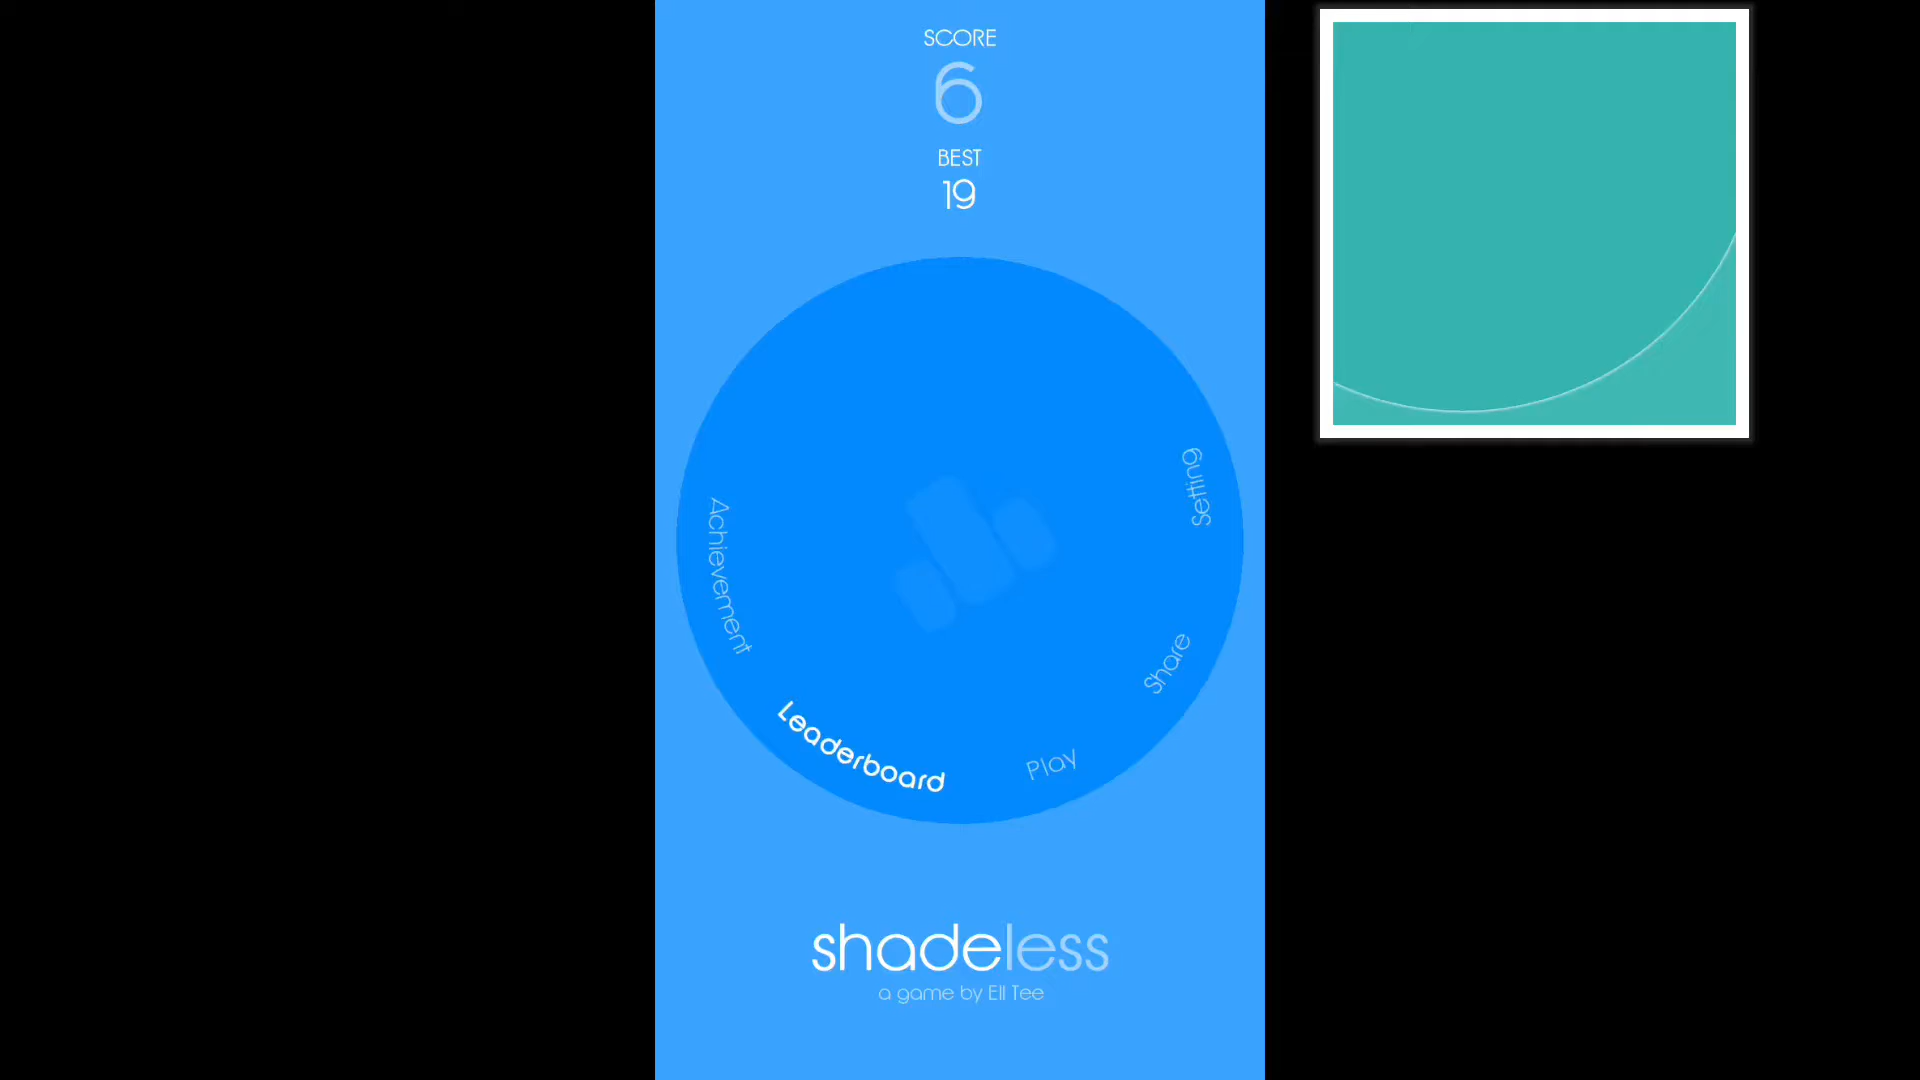 SCORE
6
BEST
19
Setting
Achievement
Share
Leaderboard
Play
shadeless
a game by Ell Tee